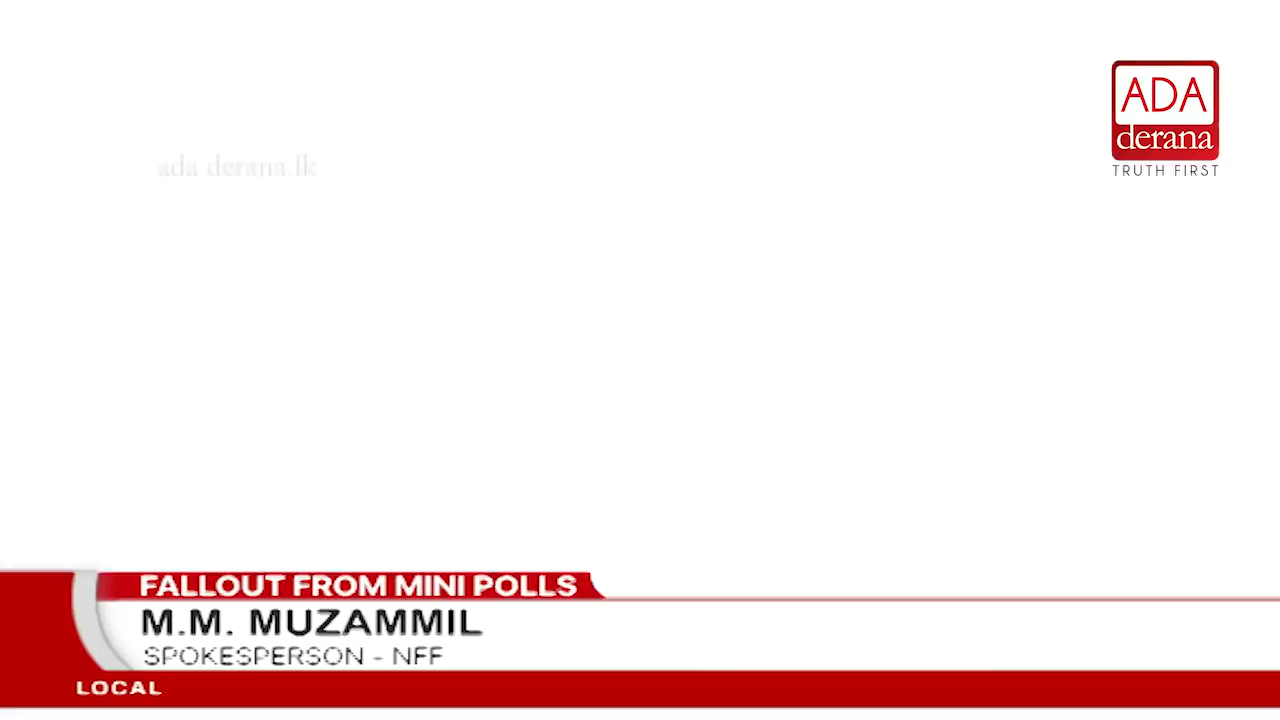 ADA
derana
TRUTH FIRST
ada derana.lk
FALLOUT FROM MINI POLLS
M.M. MUZAMMIL
SPOKESPERSON - NFF
LOCAL